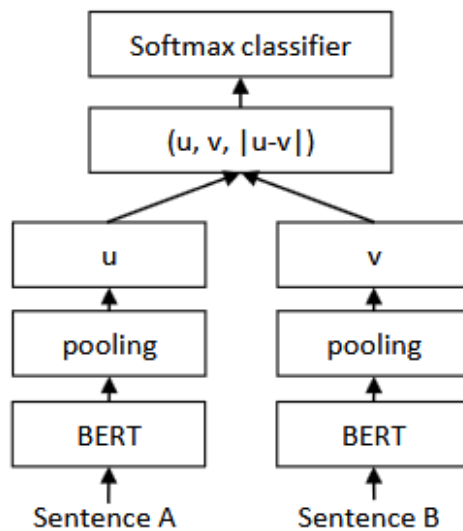 Softmax classifier
(u, v, |u-v|)
u
v
pooling
pooling
BERT
BERT
Sentence A
Sentence B